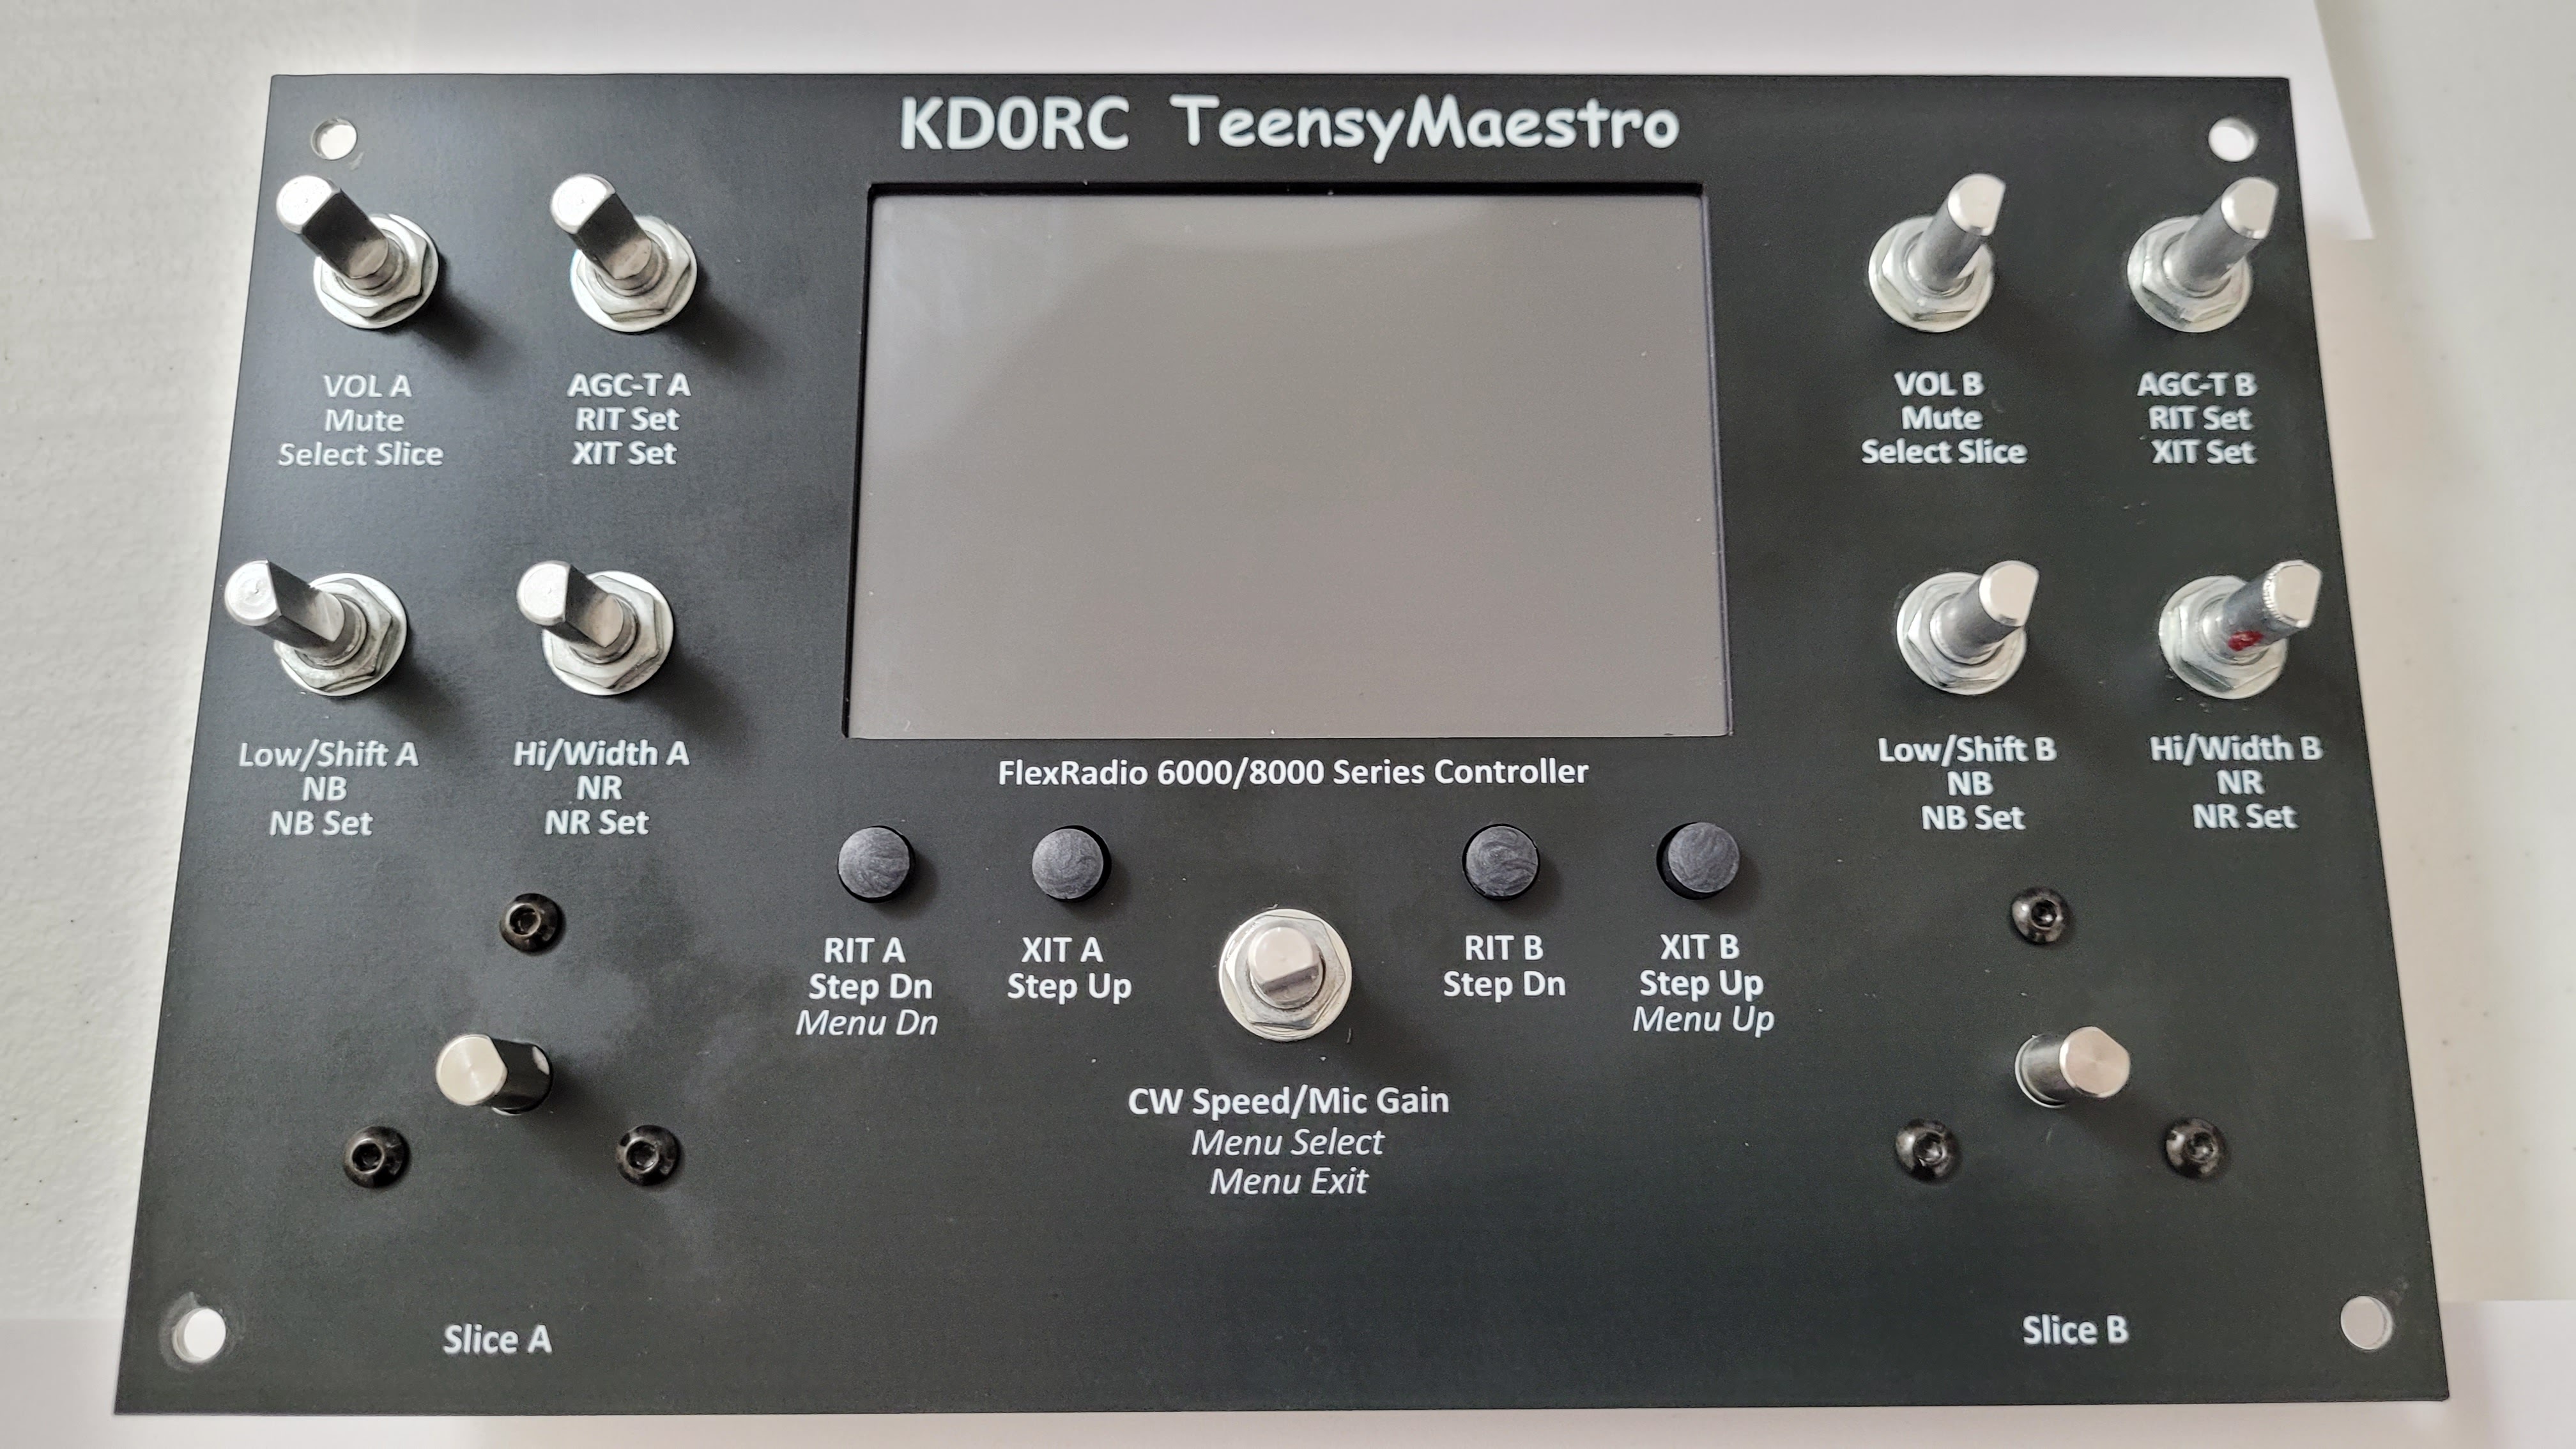 KD0RC TeensyMaestro
VOL A
Mute
Select Slice
AGC-T A
RIT Set
XIT Set
VOL B
Mute
Select Slice
AGC-T B
RIT Set
XIT Set
Low/Shift A
NB
NB Set
Hi/Width A
NR
NR Set
FlexRadio 6000/8000 Series Controller
Low/Shift B
NB
NB Set
Hi/Width B
NR
NR Set
RIT A
Step Dn
Menu Dn
XIT A
Step Up
RIT B
Step Dn
XIT B
Step Up
Menu Up
CW Speed/Mic Gain
Menu Select
Menu Exit
Slice A
Slice B